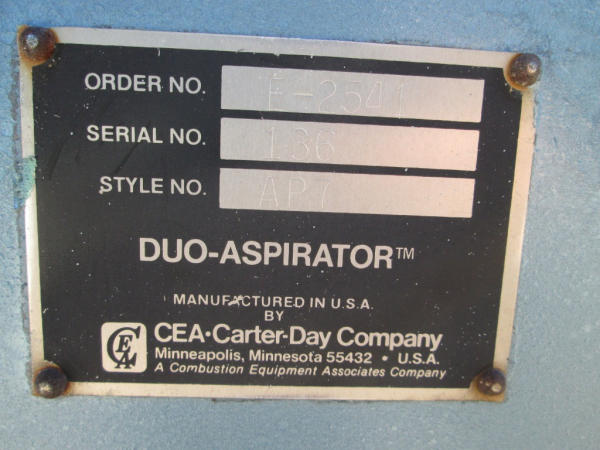 ORDER NO. F-2541
SERIAL NO. 136
STYLE NO. AP7
DUO-ASPIRATOR™
MANUFACTURED IN U.S.A.
BY
CEA CEA·Carter-Day Company
Minneapolis, Minnesota 55432 • U.S.A.
A Combustion Equipment Associates Company